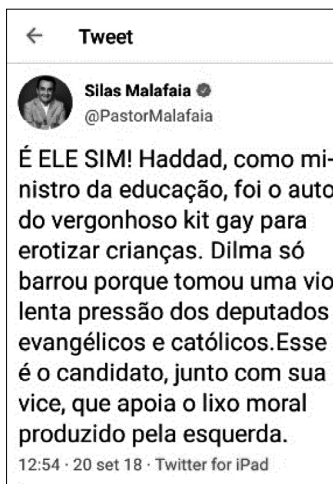 Tweet
Silas Malafaia
@PastorMalafaia
É ELE SIM! Haddad, como mi-
nistro da educação, foi o auto
do vergonhoso kit gay para
erotizar crianças. Dilma só
barrou porque tomou uma vio
lenta pressão dos deputados
evangélicos e católicos.Esse
é o candidato, junto com sua
vice, que apoia o lixo moral
produzido pela esquerda.
12:54 · 20 set 18 · Twitter for iPad